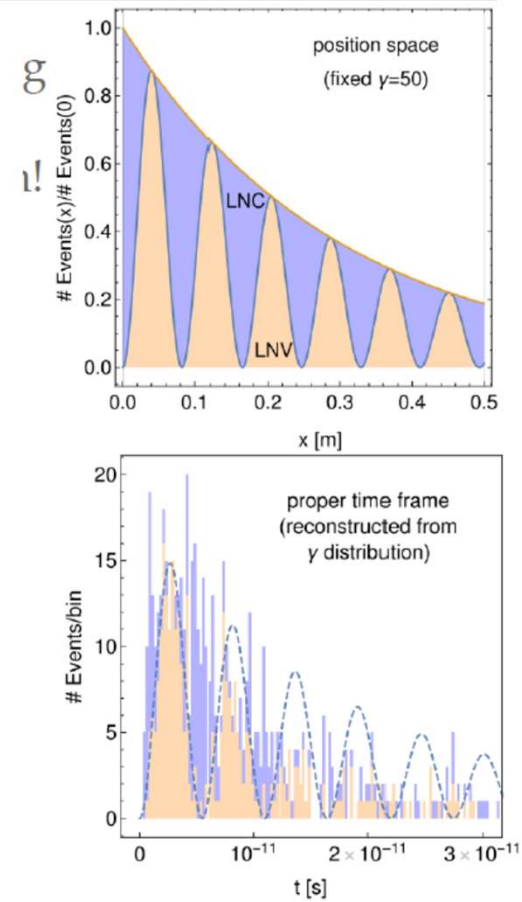 g
n!
# Events(x)/# Events(0)
1.0
0.8
0.6
0.4
0.2
0.0
position space
(fixed γ=50)
LNC
LNV
0.0 0.1 0.2 0.3 0.4 0.5
x [m]
# Events/bin
20
15
10
5
0
proper time frame
(reconstructed from
γ distribution)
0 10⁻¹¹ 2×10⁻¹¹ 3×10⁻¹¹
t [s]